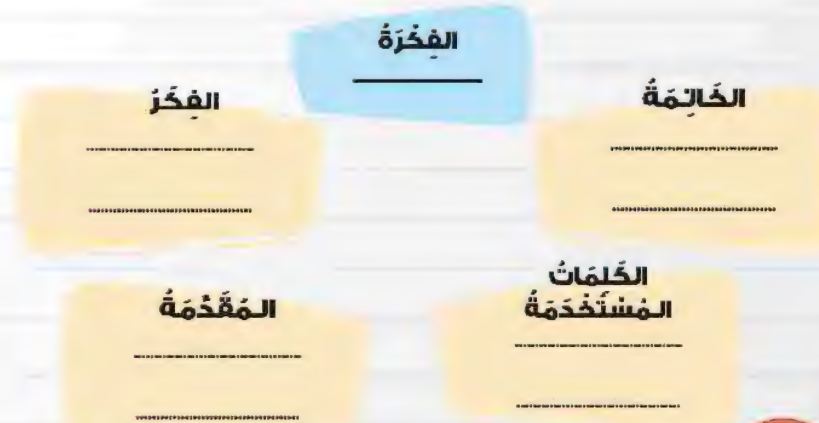 الفِكْرَةُ
الخَاتِمَةُ
الفِكَرُ
الكَلِمَاتُ
المُسْتَخْدَمَةُ
المُقَدِّمَةُ